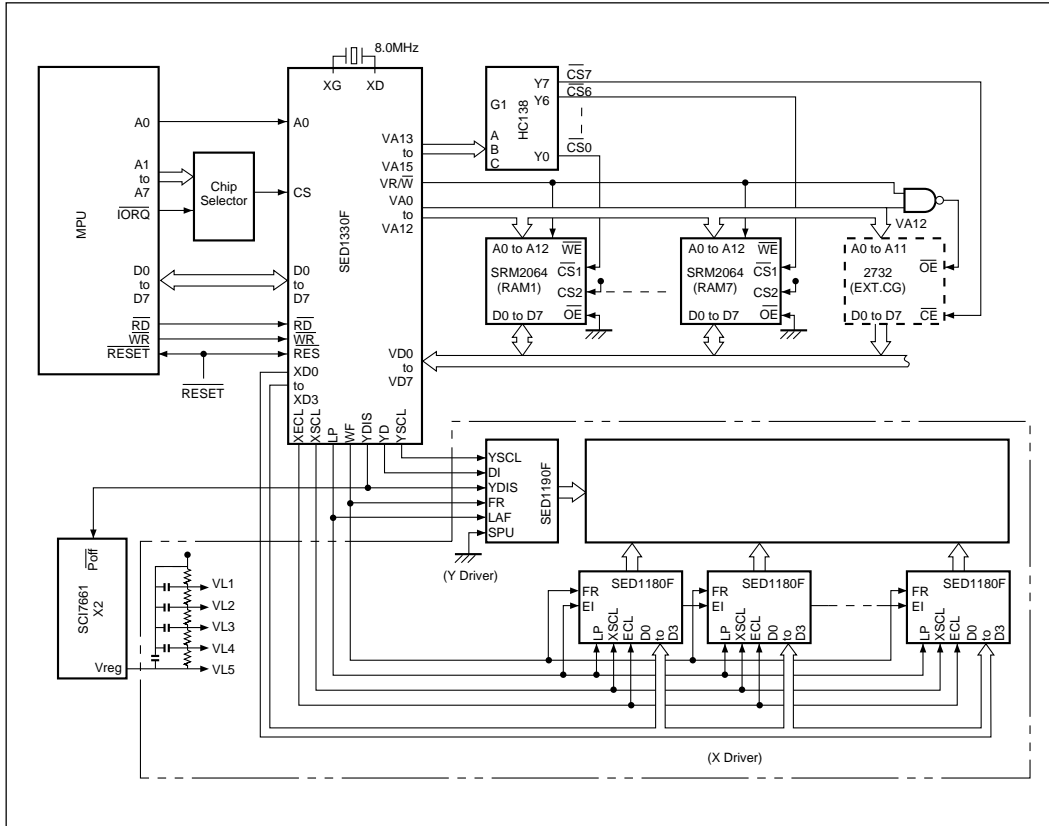 8.0MHz
XG XD
MPU
A0
A1
to
A7
IORQ
D0
to
D7
RD
WR
RESET
Chip
Selector
RESET
SED1330F
A0
CS
D0
to
D7
RD
WR
RES
XD0
to
XD3
VA13
to
VA15
VR/W
VA0
to
VA12
VD0
to
VD7
XECL
XSCL
LP
WF
YDIS
YD
YSCL
HC138
G1
A
B
C
Y7
Y6
Y0
CS7
CS6
CS0
A0 to A12 WE
SRM2064
(RAM1)
CS1
CS2
OE
D0 to D7
A0 to A12 WE
SRM2064
(RAM7)
CS1
CS2
OE
D0 to D7
VA12
A0 to A11
2732
(EXT.CG)
OE
CE
D0 to D7
YSCL
DI
YDIS
FR
LAF
SPU
SED1190F
(Y Driver)
SCI7661
X2
Poff
Vreg
VL1
VL2
VL3
VL4
VL5
SED1180F
FR
EI
LP
XSCL
ECL
D0
to
D3
SED1180F
FR
EI
LP
XSCL
ECL
D0
to
D3
SED1180F
FR
EI
LP
XSCL
ECL
D0
to
D3
(X Driver)